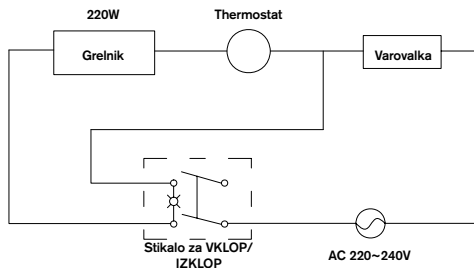 220W
Thermostat
Grelnik
Varovalka
Stikalo za VKLOP/
IZKLOP
AC 220~240V